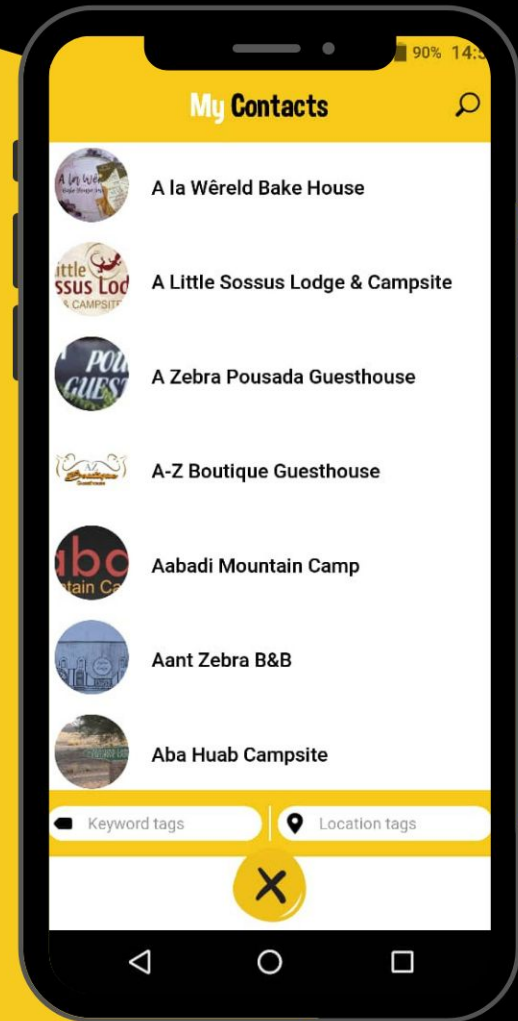 90%
My Contacts
A la Wêreld Bake House
A Little Sossus Lodge & Campsite
A Zebra Pousada Guesthouse
A-Z Boutique Guesthouse
Aabadi Mountain Camp
Aant Zebra B&B
Aba Huab Campsite
Keyword tags
Location tags